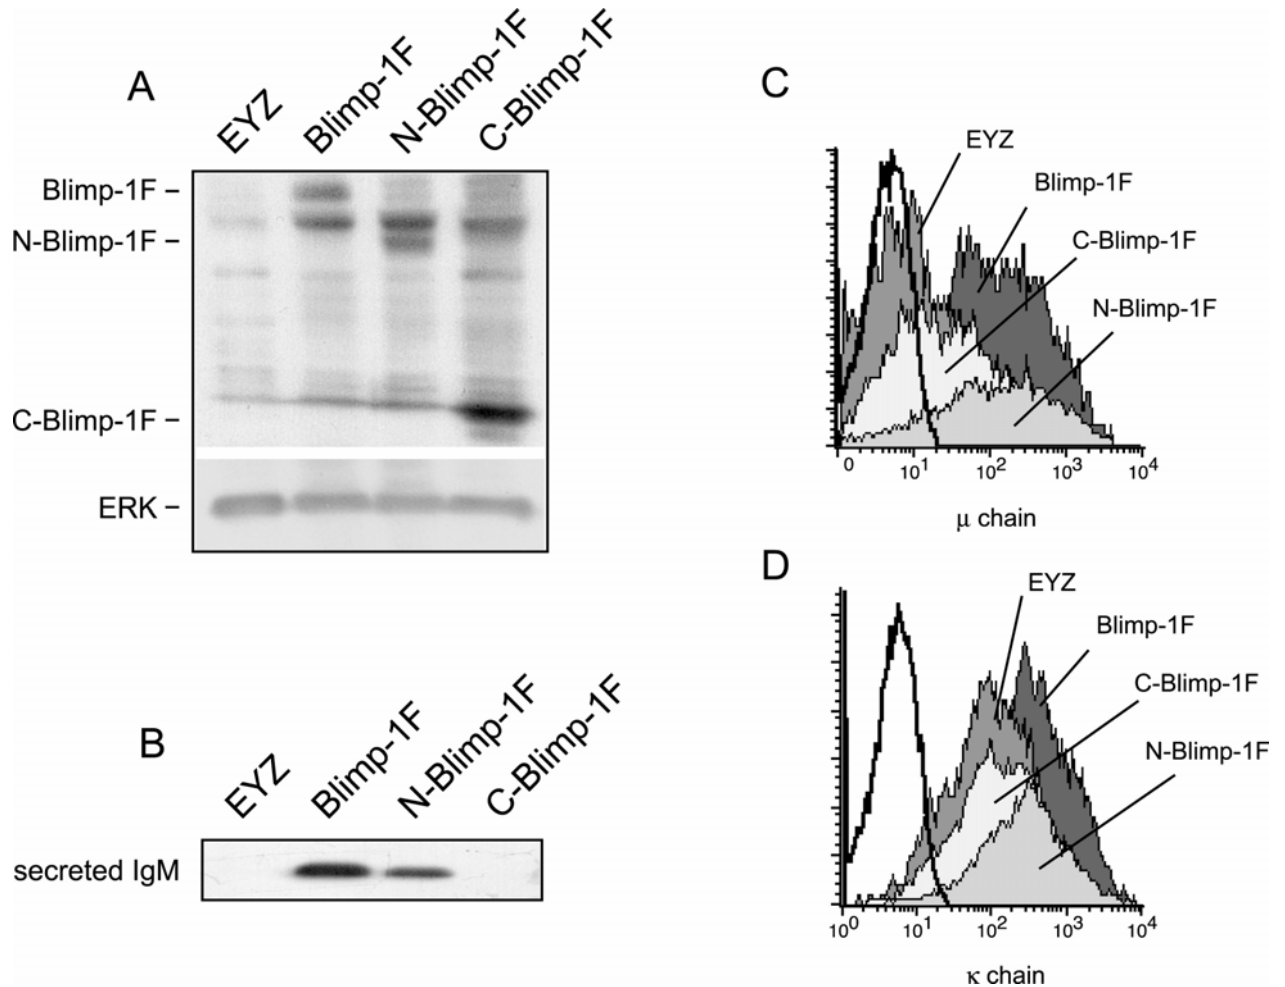 A
EYZ
Blimp-1F
N-Blimp-1F
C-Blimp-1F
Blimp-1F
N-Blimp-1F
C-Blimp-1F
ERK
B
EYZ
Blimp-1F
N-Blimp-1F
C-Blimp-1F
secreted IgM
C
EYZ
Blimp-1F
C-Blimp-1F
N-Blimp-1F
0 10¹ 10² 10³ 10⁴
μ chain
D
EYZ
Blimp-1F
C-Blimp-1F
N-Blimp-1F
10⁰ 10¹ 10² 10³ 10⁴
κ chain